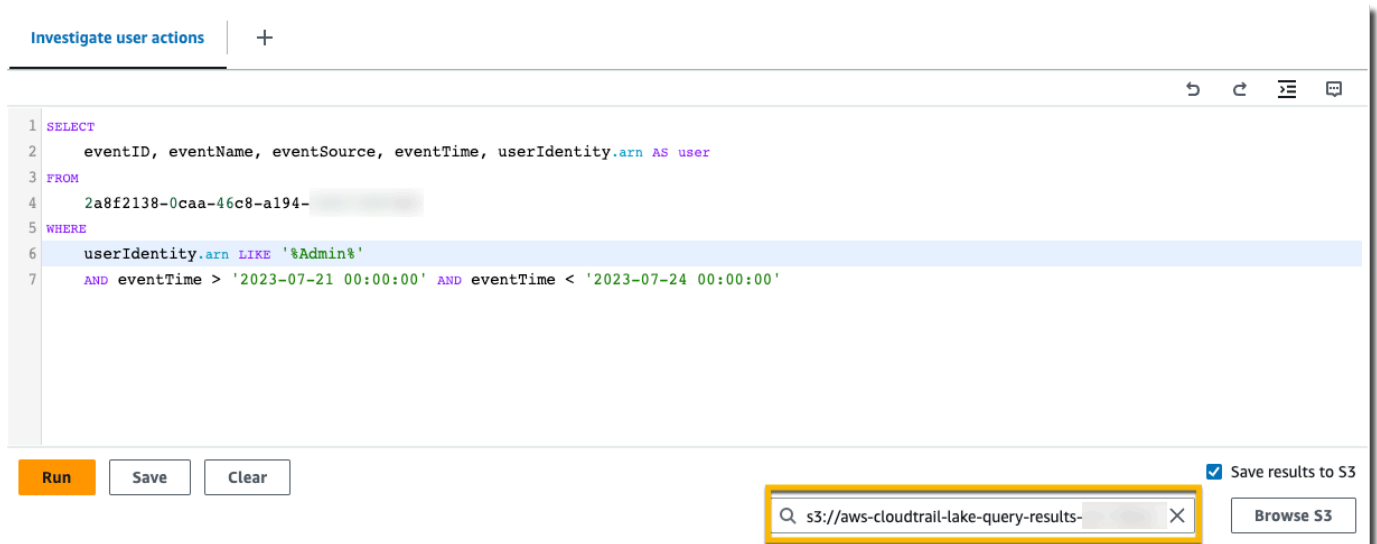 Investigate user actions +
1 SELECT
2 eventID, eventName, eventSource, eventTime, userIdentity.arn AS user
3 FROM
4 2a8f2138-0caa-46c8-a194-
5 WHERE
6 userIdentity.arn LIKE '%Admin%'
7 AND eventTime > '2023-07-21 00:00:00' AND eventTime < '2023-07-24 00:00:00'
Run Save Clear
Save results to S3
s3://aws-cloudtrail-lake-query-results-
Browse S3